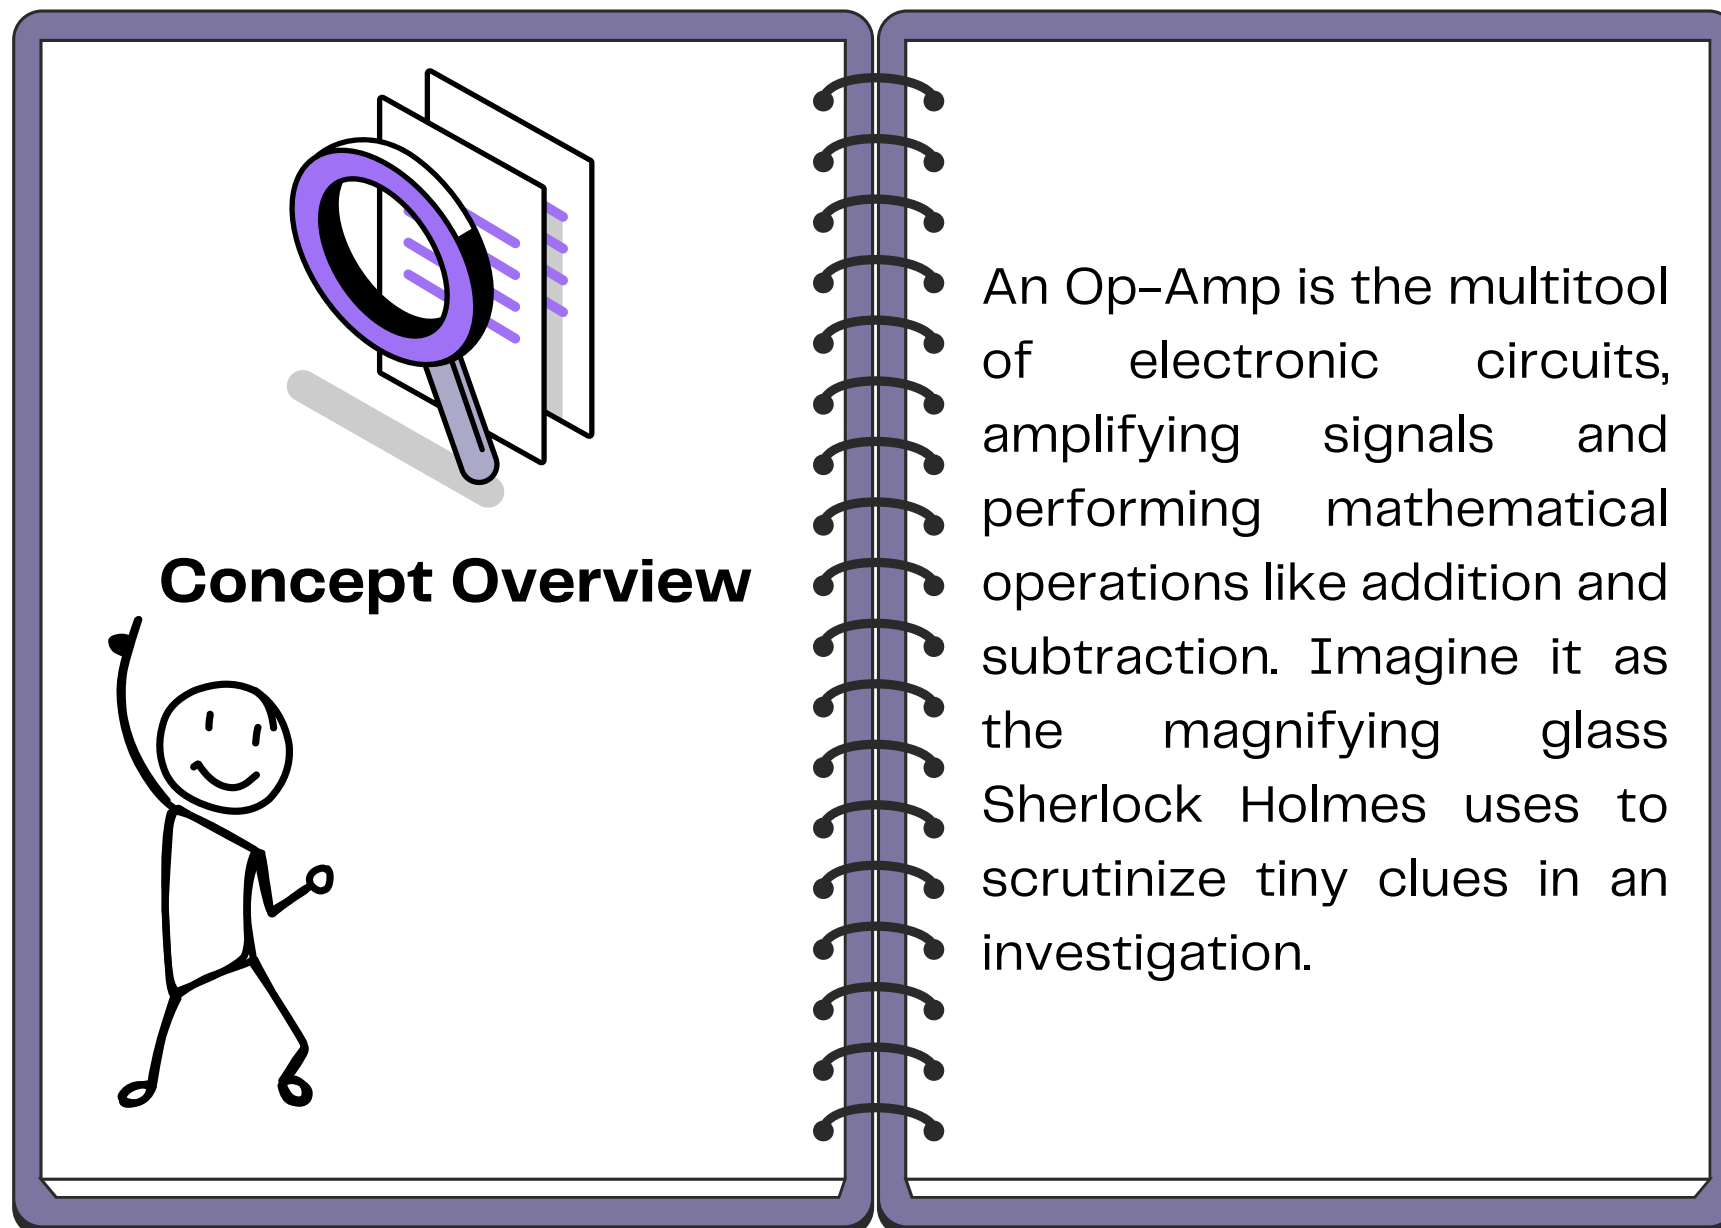 Concept Overview
An Op-Amp is the multitool
of electronic circuits,
amplifying signals and
performing mathematical
operations like addition and
subtraction. Imagine it as
the magnifying glass
Sherlock Holmes uses to
scrutinize tiny clues in an
investigation.